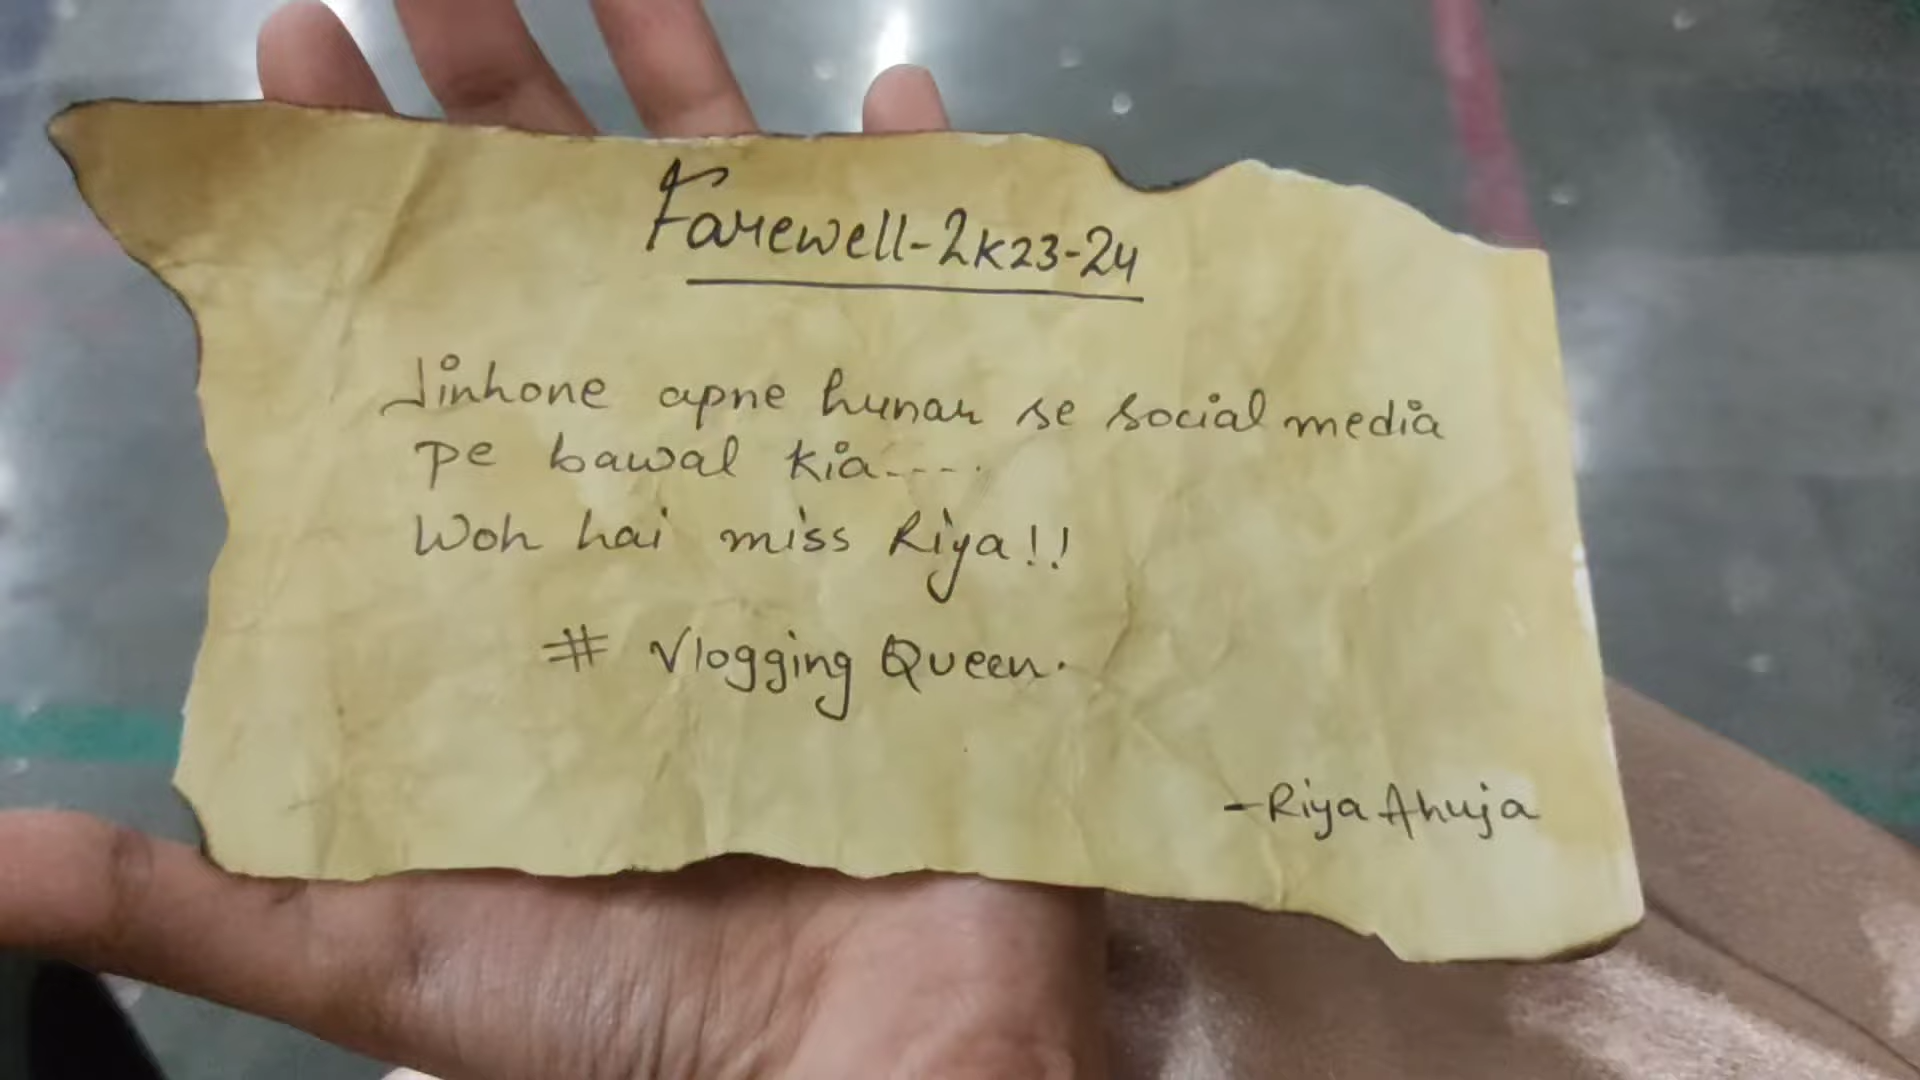 Farewell-2k23-24
Jinhone apne hunar se social media
pe bawal kia----.
Woh hai miss Riya!!
# Vlogging Queen.
-Riya Ahuja